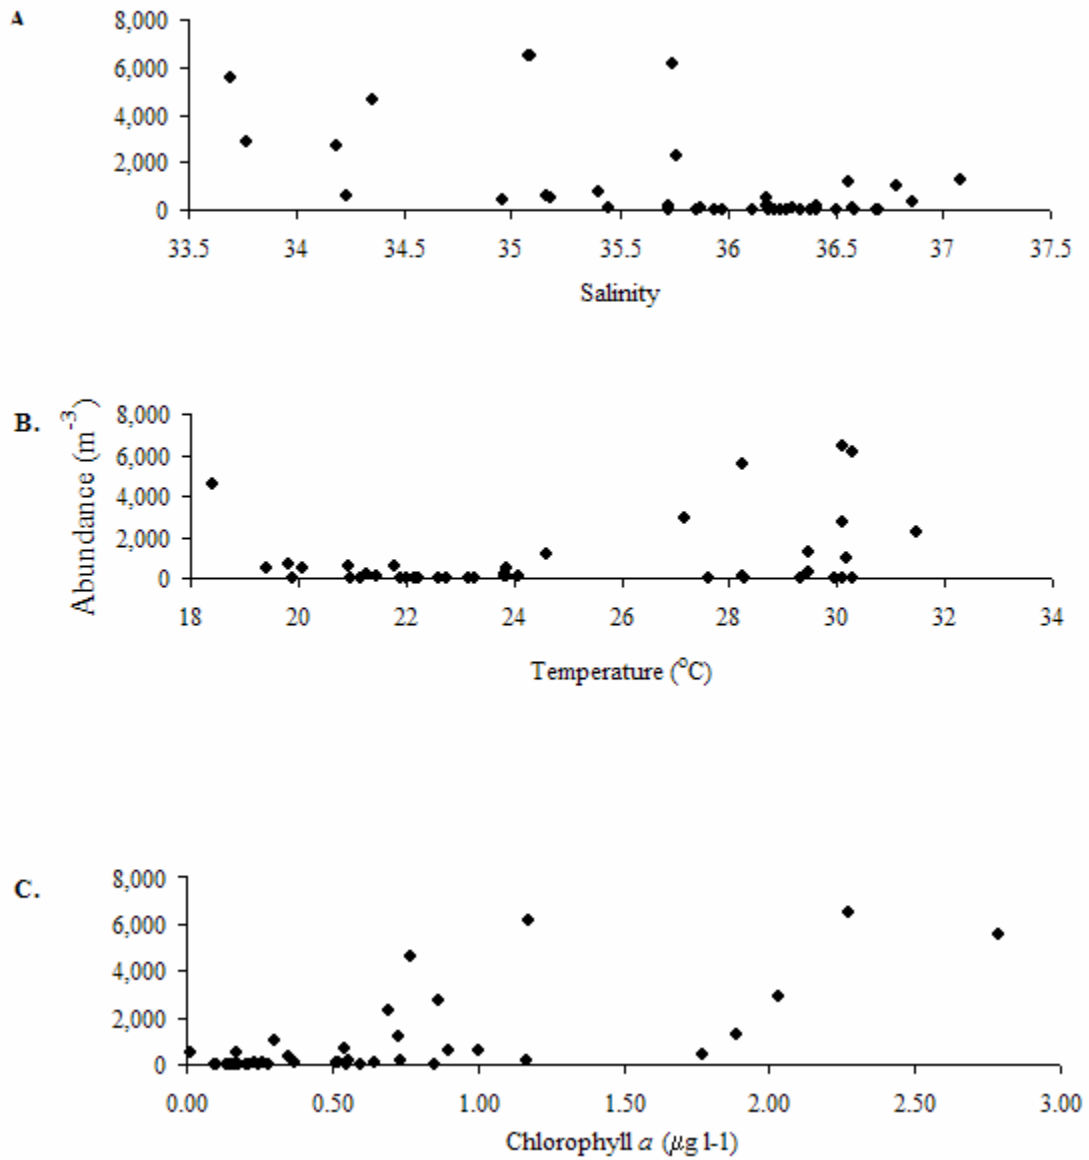 A
8,000
6,000
4,000
2,000
0
33.5 34 34.5 35 35.5 36 36.5 37 37.5
Salinity
B.
Abundance (m⁻³)
8,000
6,000
4,000
2,000
0
18 20 22 24 26 28 30 32 34
Temperature (⁰C)
C.
8,000
6,000
4,000
2,000
0
0.00 0.50 1.00 1.50 2.00 2.50 3.00
Chlorophyll a (μg l-1)